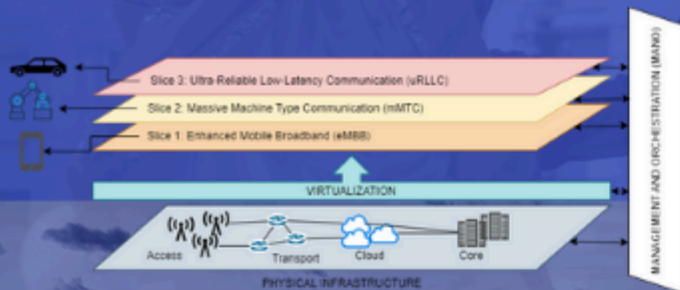 Slice 3: Ultra-Reliable Low-Latency Communication (uRLLC)
Slice 2: Massive Machine Type Communication (mMTC)
Slice 1: Enhanced Mobile Broadband (eMBB)
VIRTUALIZATION
Access
Transport
Cloud
Core
PHYSICAL INFRASTRUCTURE
MANAGEMENT AND ORCHESTRATION (MANO)